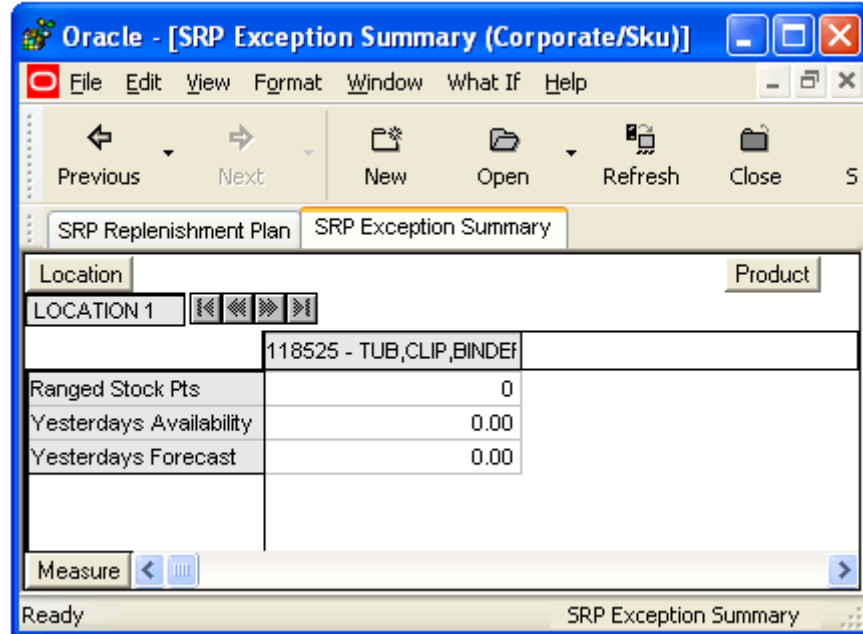 Oracle - [SRP Exception Summary (Corporate/Sku)]
File Edit View Format Window What If Help
Previous Next New Open Refresh Close S
SRP Replenishment Plan SRP Exception Summary
Location Product
LOCATION 1
118525 - TUB,CLIP,BINDER
Ranged Stock Pts 0
Yesterdays Availability 0.00
Yesterdays Forecast 0.00
Measure
Ready SRP Exception Summary